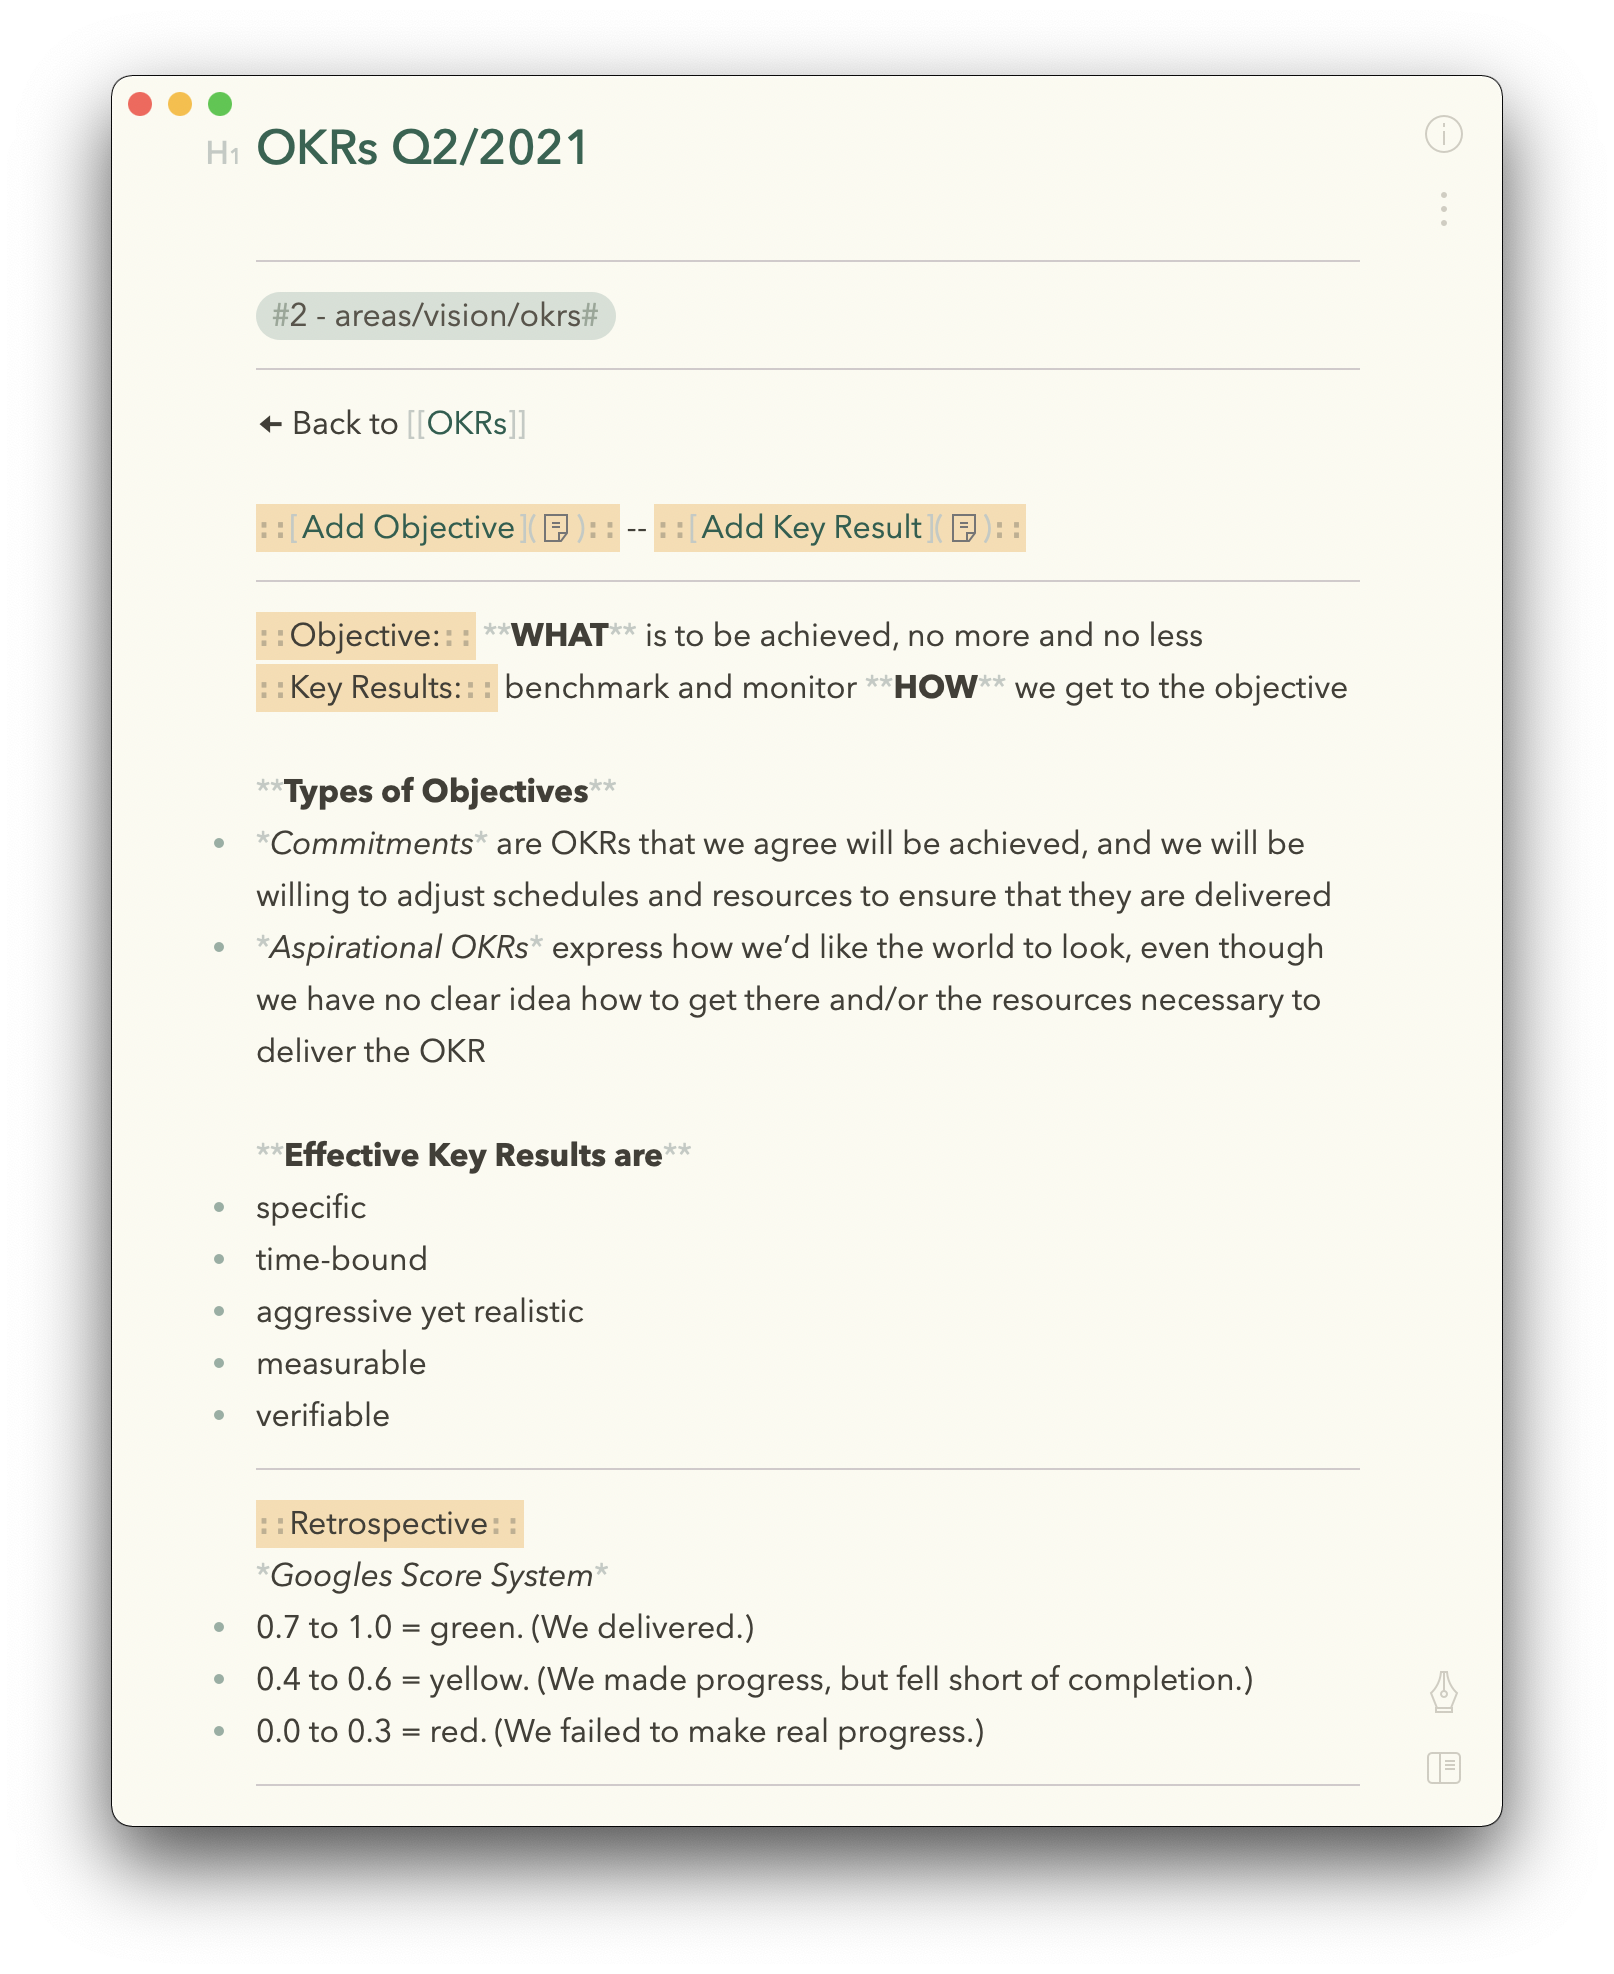 H1 OKRs Q2/2021
#2 - areas/vision/okrs#
← Back to [[OKRs]]
::[Add Objective]():: -- ::[Add Key Result]()::
::Objective::: **WHAT** is to be achieved, no more and no less
::Key Results::: benchmark and monitor **HOW** we get to the objective
**Types of Objectives**
• *Commitments* are OKRs that we agree will be achieved, and we will be
willing to adjust schedules and resources to ensure that they are delivered
• *Aspirational OKRs* express how we’d like the world to look, even though
we have no clear idea how to get there and/or the resources necessary to
deliver the OKR
**Effective Key Results are**
• specific
• time-bound
• aggressive yet realistic
• measurable
• verifiable
::Retrospective::
*Googles Score System*
• 0.7 to 1.0 = green. (We delivered.)
• 0.4 to 0.6 = yellow. (We made progress, but fell short of completion.)
• 0.0 to 0.3 = red. (We failed to make real progress.)